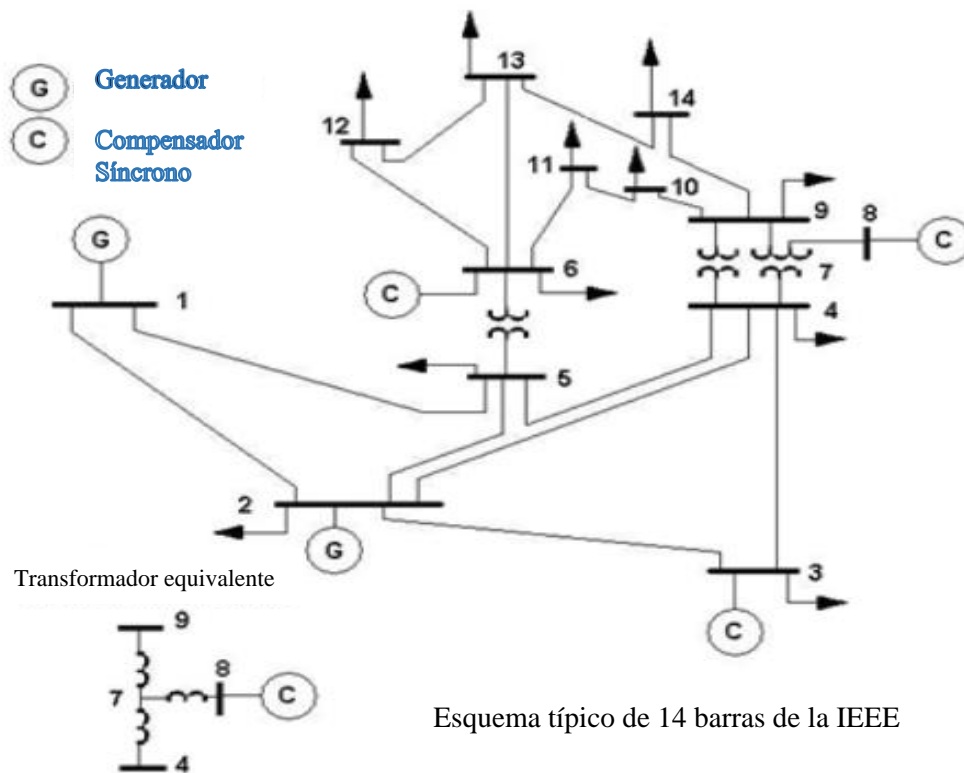 G Generador
C Compensador
Síncrono
13
14
12
11
10
9
8
C
G
7
6
C
1
4
5
2
G
3
C
Transformador equivalente
9
8
7
C
4
Esquema típico de 14 barras de la IEEE